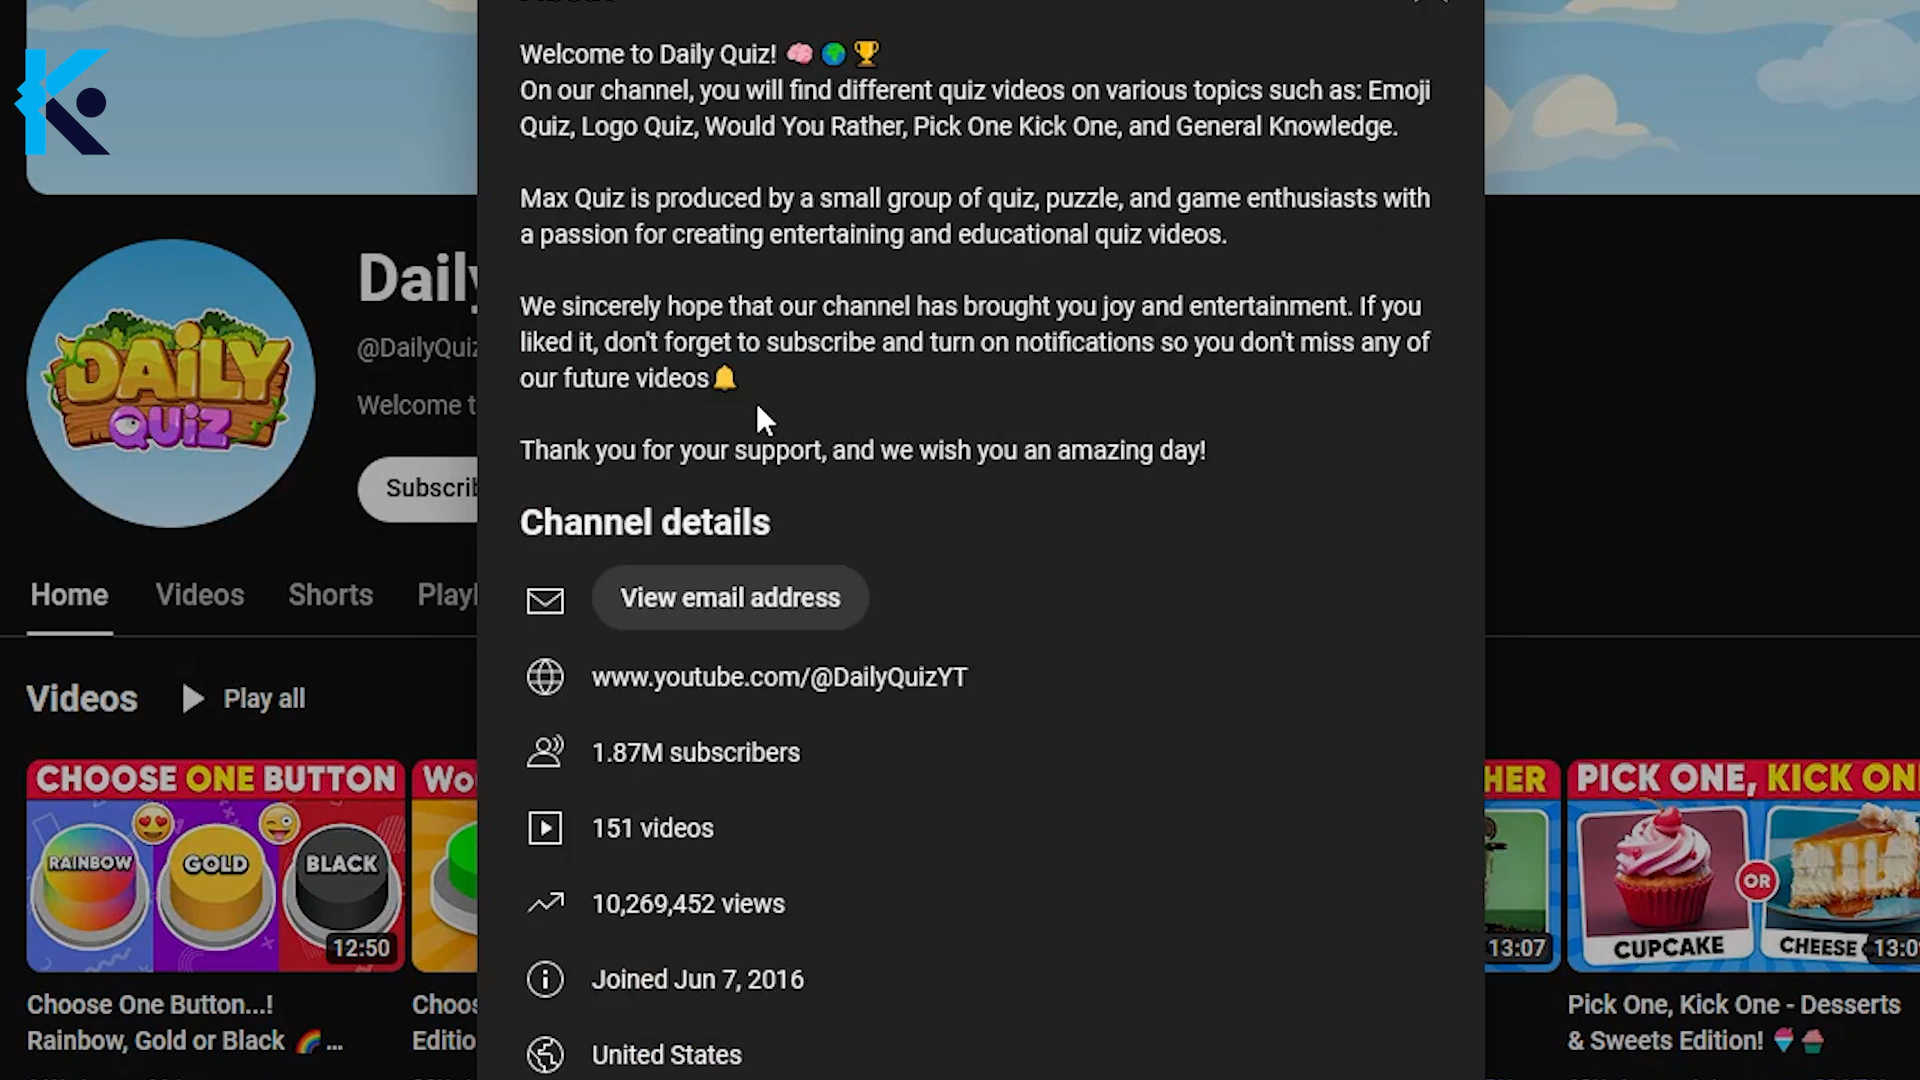 Welcome to Daily Quiz! 🧠 🌍 🏆
On our channel, you will find different quiz videos on various topics such as: Emoji
Quiz, Logo Quiz, Would You Rather, Pick One Kick One, and General Knowledge.
Max Quiz is produced by a small group of quiz, puzzle, and game enthusiasts with
a passion for creating entertaining and educational quiz videos.
We sincerely hope that our channel has brought you joy and entertainment. If you
liked it, don't forget to subscribe and turn on notifications so you don't miss any of
our future videos🔔
Thank you for your support, and we wish you an amazing day!
Channel details
View email address
www.youtube.com/@DailyQuizYT
1.87M subscribers
151 videos
10,269,452 views
Joined Jun 7, 2016
United States
K
DAILY
QUIZ
Daily
@DailyQuiz
Welcome t
Subscrib
Home
Videos
Shorts
Playl
Videos
Play all
CHOOSE ONE BUTTON
RAINBOW
GOLD
BLACK
12:50
Choose One Button...!
Rainbow, Gold or Black 🌈 ...
Wo
Choos
Editio
HER
13:07
PICK ONE, KICK ON
OR
CUPCAKE
CHEESE
13:0
Pick One, Kick One - Desserts
& Sweets Edition! 🍧 🧁